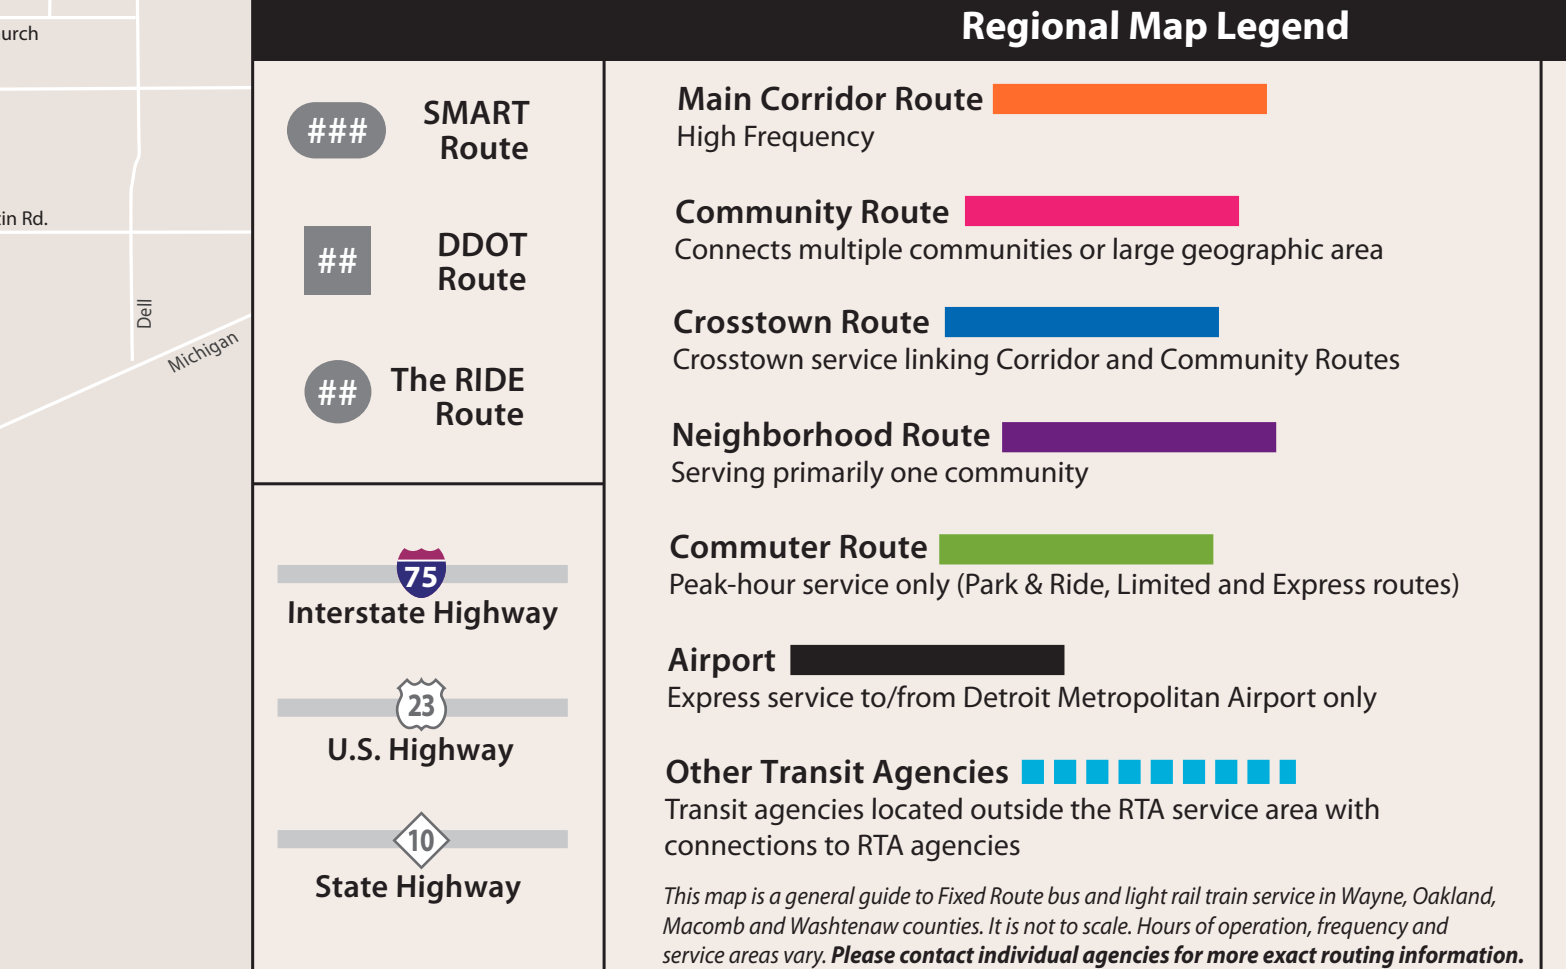 Regional Map Legend
Rd.
Dell
Michigan
###
SMART
Route
##
DDOT
Route
##
The RIDE
Route
75
Interstate Highway
23
U.S. Highway
10
State Highway
Main Corridor Route
High Frequency
Community Route
Connects multiple communities or large geographic area
Crosstown Route
Crosstown service linking Corridor and Community Routes
Neighborhood Route
Serving primarily one community
Commuter Route
Peak-hour service only (Park & Ride, Limited and Express routes)
Airport
Express service to/from Detroit Metropolitan Airport only
Other Transit Agencies
Transit agencies located outside the RTA service area with
connections to RTA agencies
This map is a general guide to Fixed Route bus and light rail train service in Wayne, Oakland,
Macomb and Washtenaw counties. It is not to scale. Hours of operation, frequency and
service areas vary. Please contact individual agencies for more exact routing information.